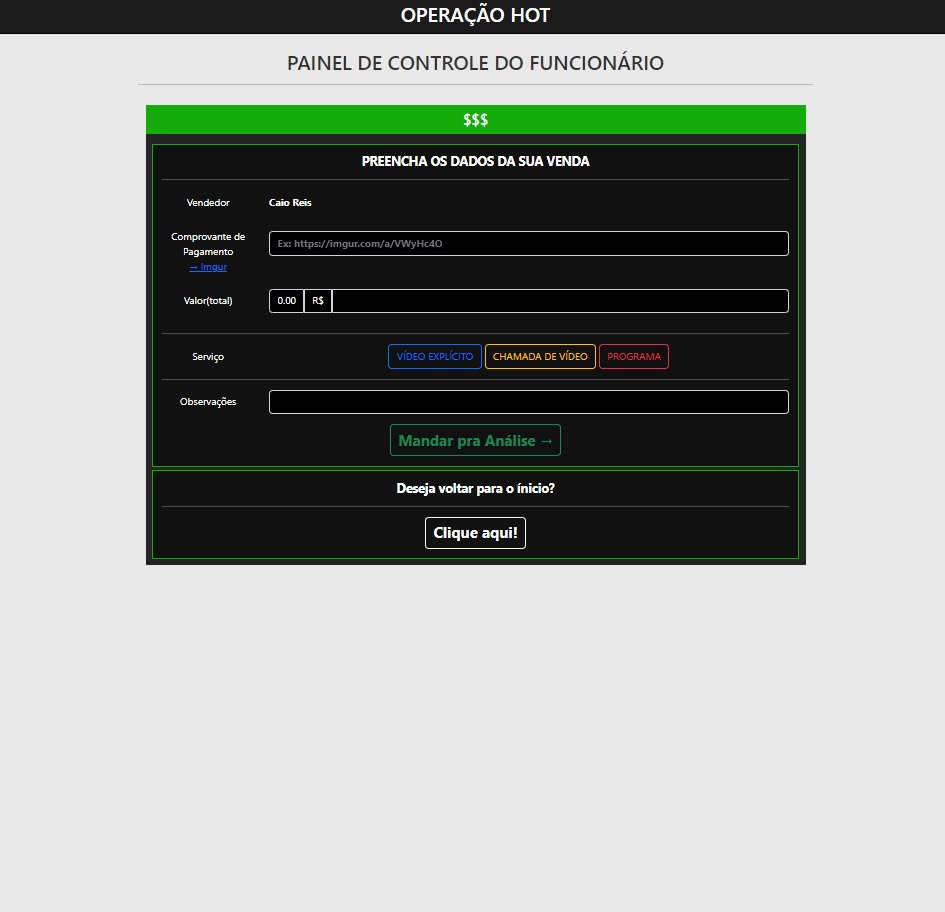 OPERAÇÃO HOT
PAINEL DE CONTROLE DO FUNCIONÁRIO
$$$
PREENCHA OS DADOS DA SUA VENDA
Vendedor
Caio Reis
Comprovante de
Pagamento
→ Imgur
Ex: https://imgur.com/a/VWyHc4O
Valor(total)
0.00 R$
Serviço
VÍDEO EXPLÍCITO CHAMADA DE VÍDEO PROGRAMA
Observações
Mandar pra Análise →
Deseja voltar para o ínicio?
Clique aqui!